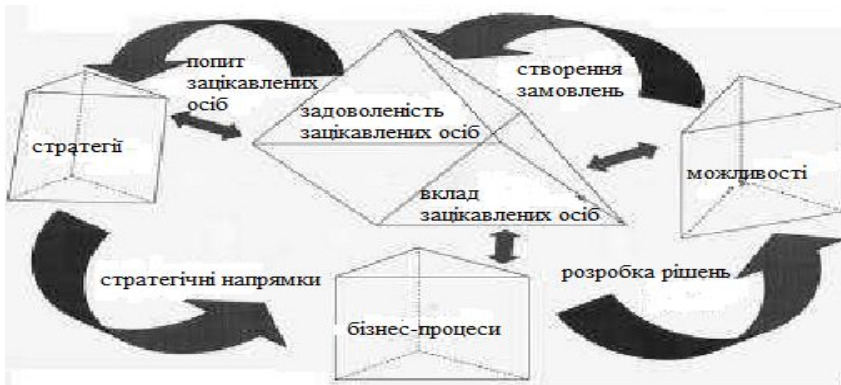 попит
зацікавлених
осіб
створення
замовлень
задоволеність
зацікавлених осіб
стратегії
можливості
вклад
зацікавлених осіб
стратегічні напрямки
розробка рішень
бізнес-процеси